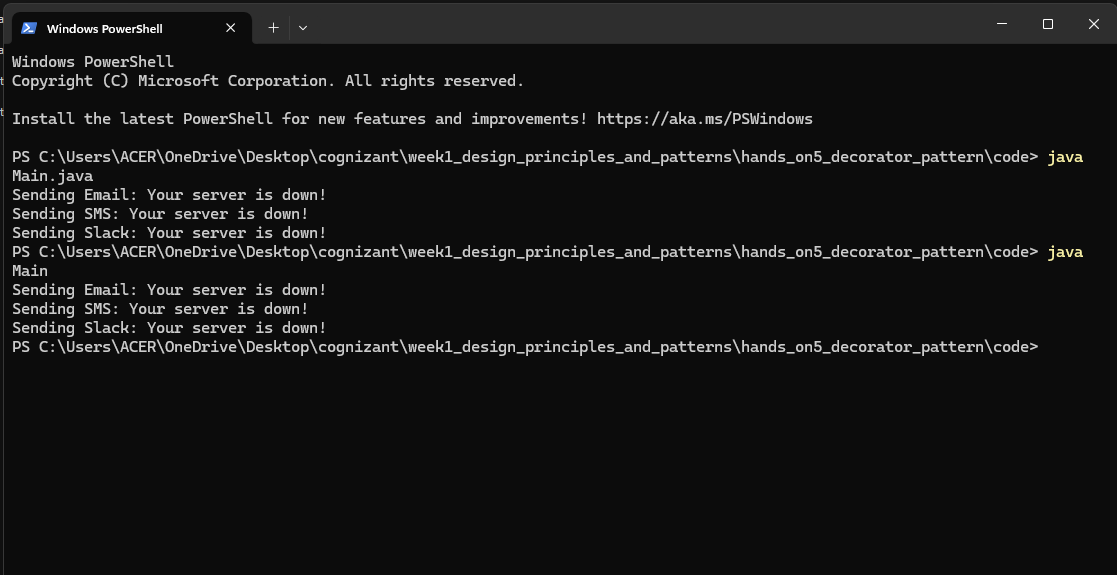 Windows PowerShell
Windows PowerShell
Copyright (C) Microsoft Corporation. All rights reserved.
Install the latest PowerShell for new features and improvements! https://aka.ms/PSWindows
PS C:\Users\ACER\OneDrive\Desktop\cognizant\week1_design_principles_and_patterns\hands_on5_decorator_pattern\code> java
Main.java
Sending Email: Your server is down!
Sending SMS: Your server is down!
Sending Slack: Your server is down!
PS C:\Users\ACER\OneDrive\Desktop\cognizant\week1_design_principles_and_patterns\hands_on5_decorator_pattern\code> java
Main
Sending Email: Your server is down!
Sending SMS: Your server is down!
Sending Slack: Your server is down!
PS C:\Users\ACER\OneDrive\Desktop\cognizant\week1_design_principles_and_patterns\hands_on5_decorator_pattern\code>